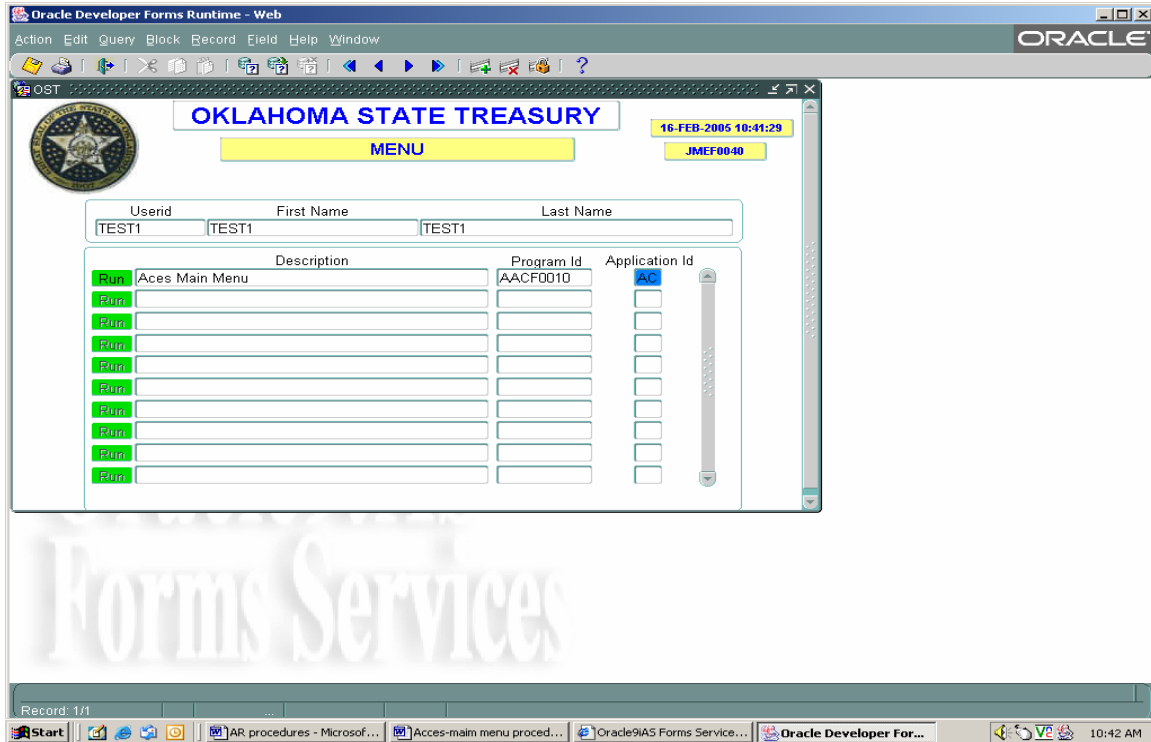 Oracle Developer Forms Runtime - Web
Action Edit Query Block Record Field Help Window
ORACLE
OST
OKLAHOMA STATE TREASURY
16-FEB-2005 10:41:29
MENU
JMEF0040
Userid First Name Last Name
TEST1 TEST1 TEST1
Description Program Id Application Id
Run Aces Main Menu AACF0010 AC
Run
Run
Run
Run
Run
Run
Run
Run
Run
Forms Services
Record: 1/1 ...
Start AR procedures - Microsof... Acces-maim menu proced... Oracle9iAS Forms Service... Oracle Developer For... 10:42 AM